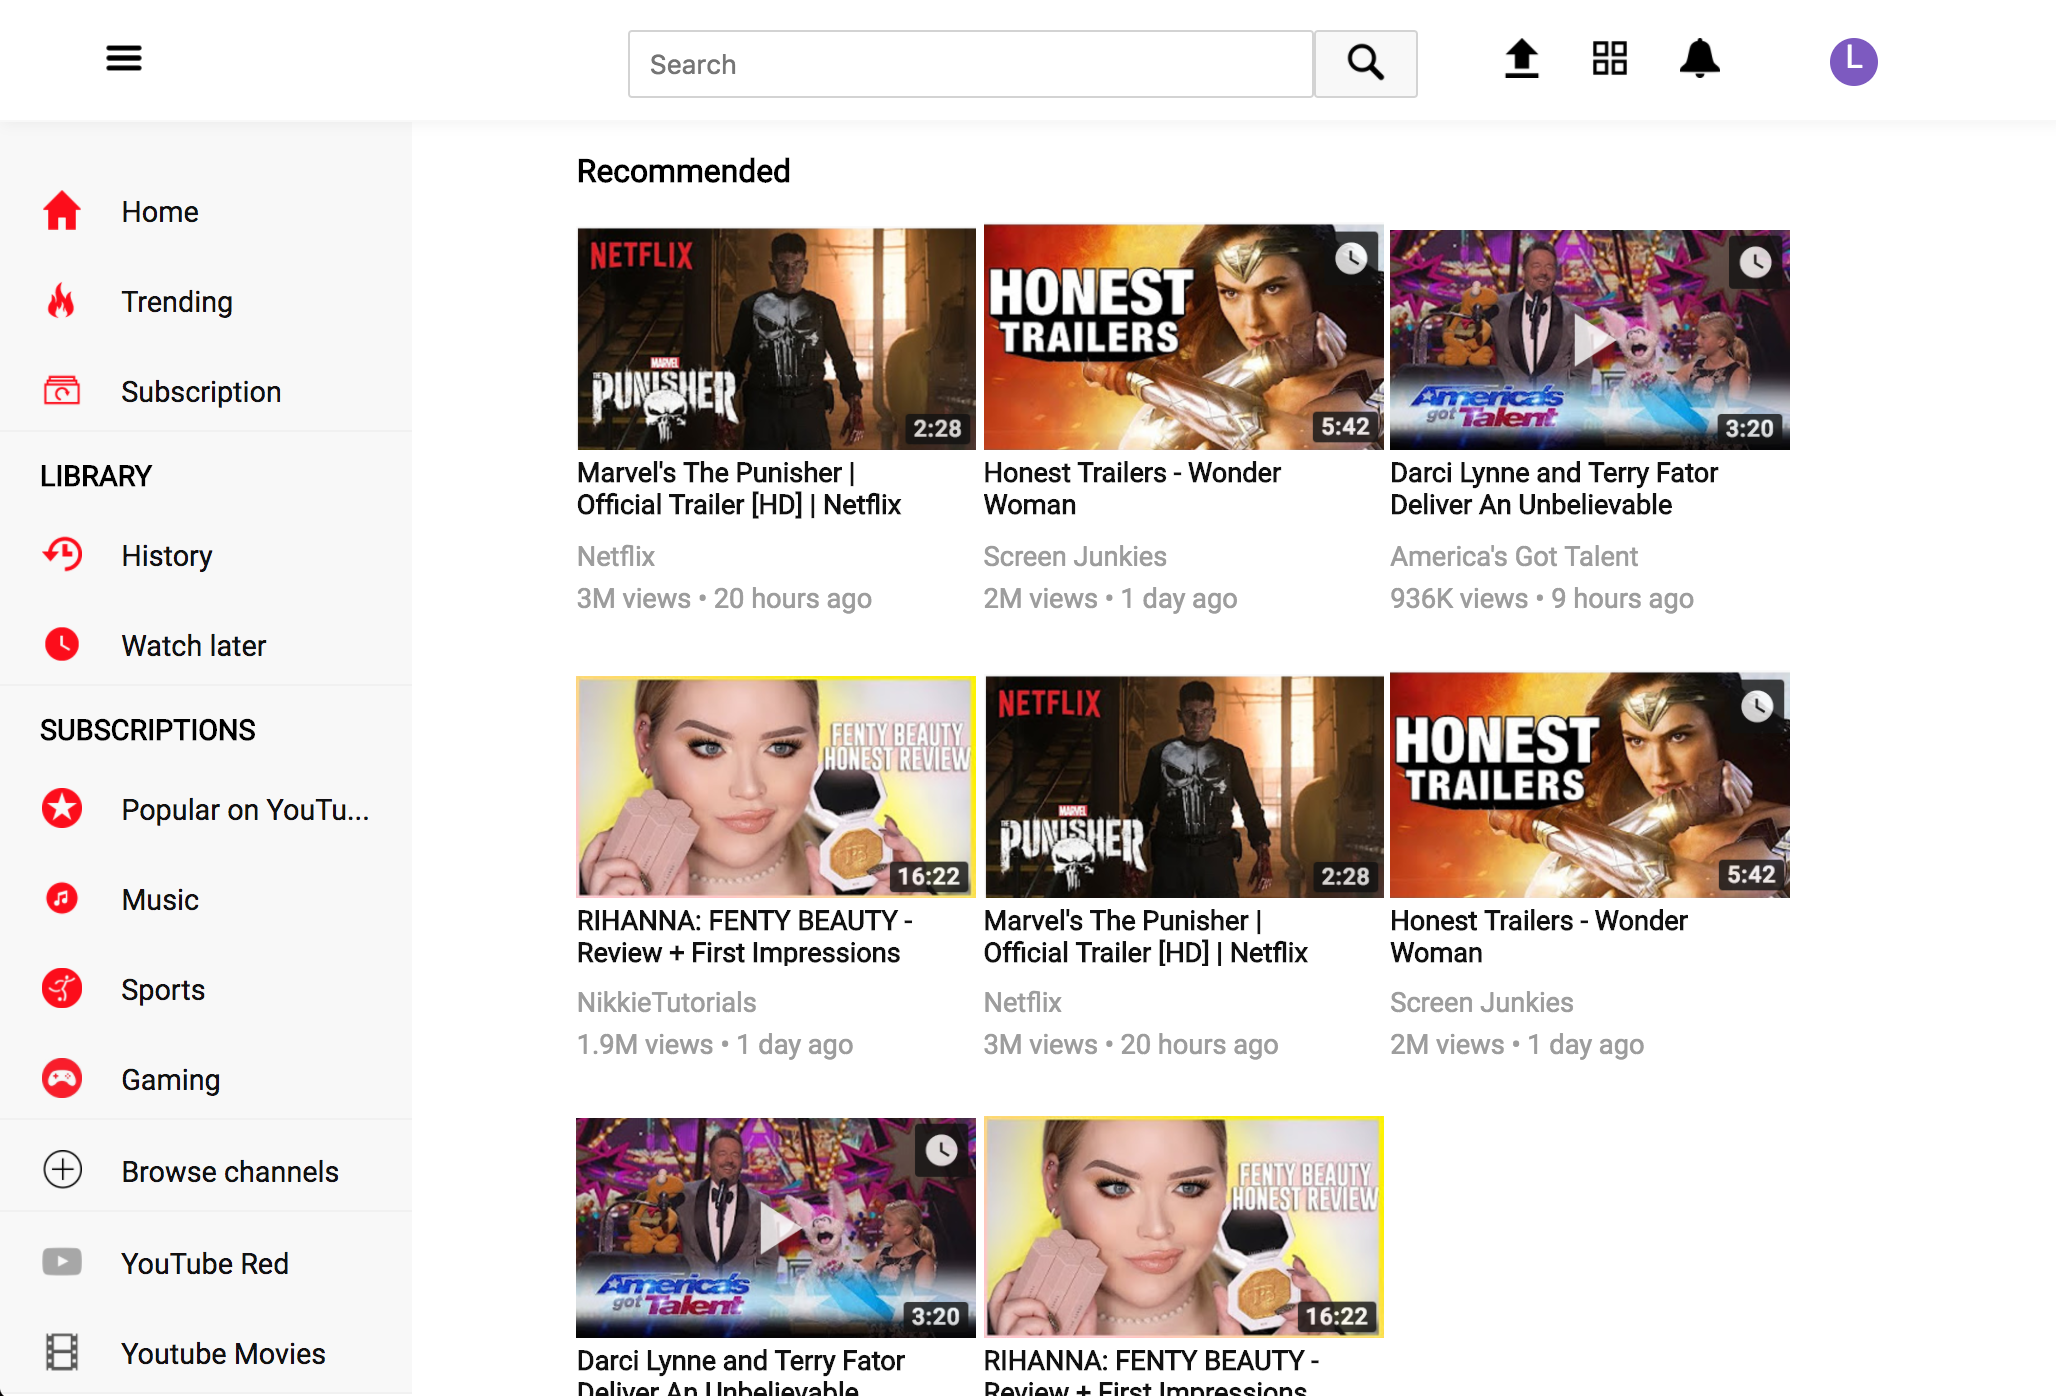 Search
L
Home
Trending
Subscription
LIBRARY
History
Watch later
SUBSCRIPTIONS
Popular on YouTu...
Music
Sports
Gaming
Browse channels
YouTube Red
Youtube Movies
Recommended
NETFLIX
MARVEL
THE PUNISHER
2:28
Marvel's The Punisher |
Official Trailer [HD] | Netflix
Netflix
3M views • 20 hours ago
HONEST
TRAILERS
5:42
Honest Trailers - Wonder
Woman
Screen Junkies
2M views • 1 day ago
America's
got Talent
3:20
Darci Lynne and Terry Fator
Deliver An Unbelievable
America's Got Talent
936K views • 9 hours ago
FENTY BEAUTY
HONEST REVIEW
16:22
RIHANNA: FENTY BEAUTY -
Review + First Impressions
NikkieTutorials
1.9M views • 1 day ago
NETFLIX
MARVEL
THE PUNISHER
2:28
Marvel's The Punisher |
Official Trailer [HD] | Netflix
Netflix
3M views • 20 hours ago
HONEST
TRAILERS
5:42
Honest Trailers - Wonder
Woman
Screen Junkies
2M views • 1 day ago
America's
got Talent
3:20
Darci Lynne and Terry Fator
Deliver An Unbelievable
FENTY BEAUTY
HONEST REVIEW
16:22
RIHANNA: FENTY BEAUTY -
Review + First Impressions